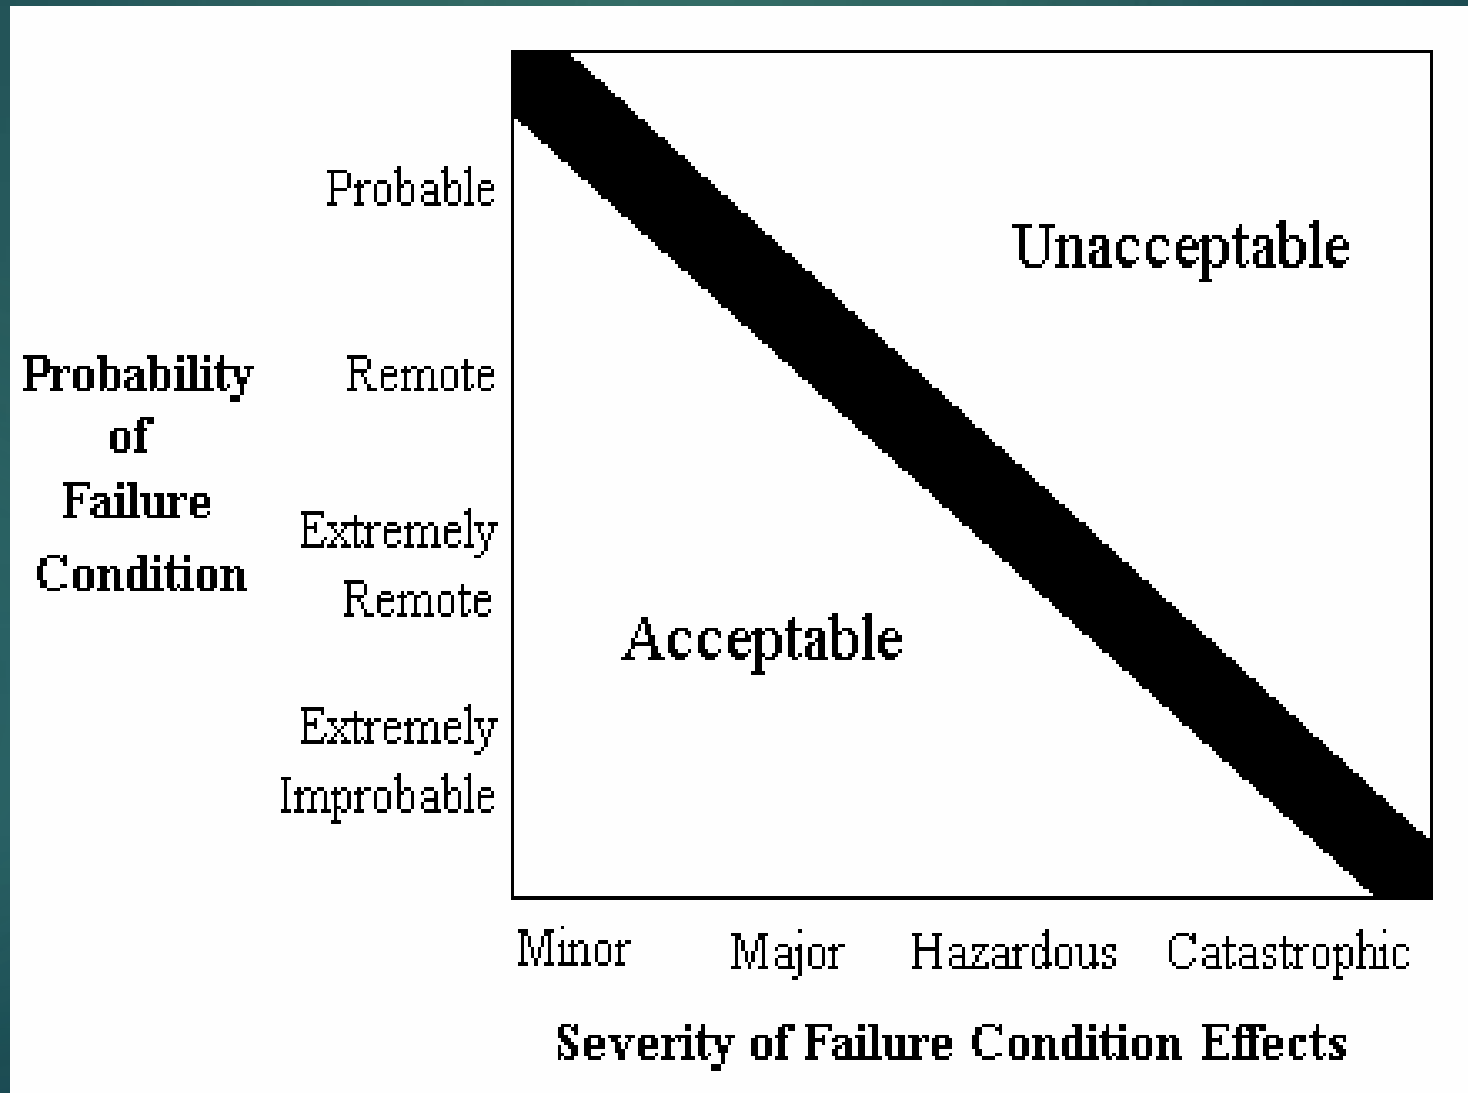 Probable
Unacceptable
Probability
of
Failure
Condition
Remote
Extremely
Remote
Acceptable
Extremely
Improbable
Minor Major Hazardous Catastrophic
Severity of Failure Condition Effects